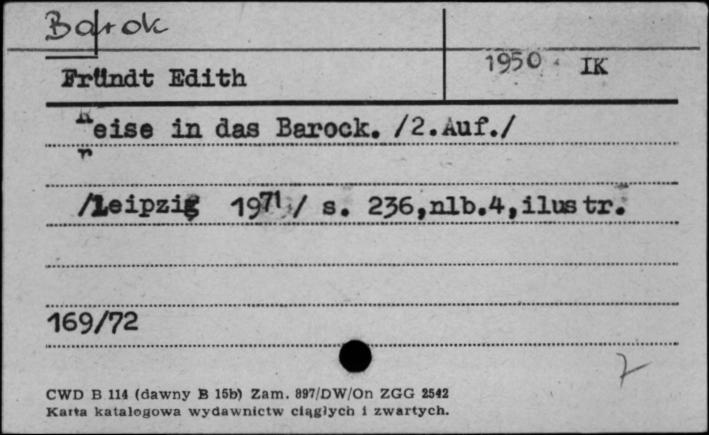 Barok
1950 IK
Fründt Edith
Reise in das Barock. /2.Auf./
/Leipzig 1971/ s. 236,nlb.4,ilustr.
169/72
2
CWD B 114 (dawny B 15b) Zam. 897/DW/On ZGG 2542
Karta katalogowa wydawnictw ciągłych i zwartych.